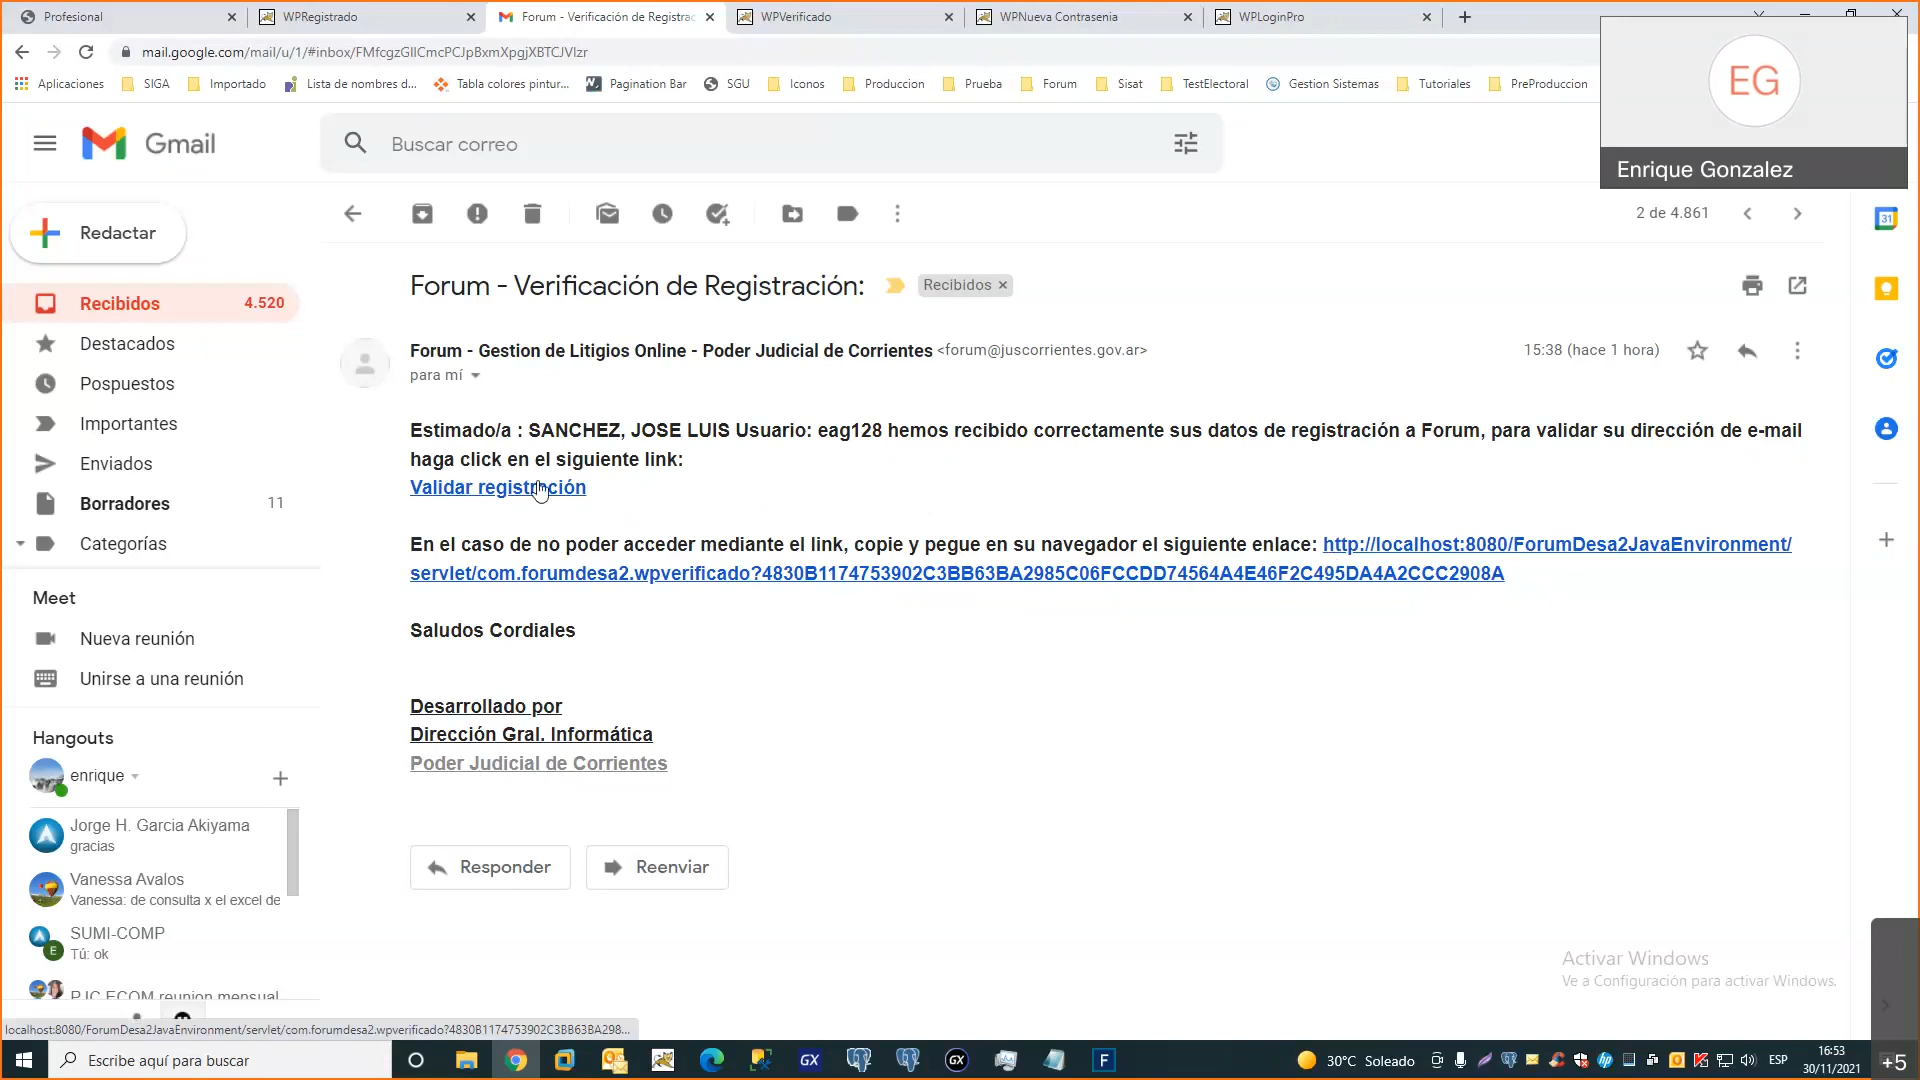 Profesional
WPRegistrado
Forum - Verificación de Registrac
WPVerificado
WPNueva Contrasenia
WPLoginPro
mail.google.com/mail/u/1/#inbox/FMfcgzGllCmcPCJpBxmXpgjXBTCJVlzr
Aplicaciones
SIGA
Importado
Lista de nombres d...
Tabla colores pintur...
Pagination Bar
SGU
Iconos
Produccion
Prueba
Forum
Sisat
TestElectoral
Gestion Sistemas
Tutoriales
PreProduccion
EG
Enrique Gonzalez
Gmail
Buscar correo
Redactar
2 de 4.861
31
Recibidos 4.520
Destacados
Pospuestos
Importantes
Enviados
Borradores 11
Categorías
Meet
Nueva reunión
Unirse a una reunión
Hangouts
enrique
Jorge H. Garcia Akiyama
gracias
Vanessa Avalos
Vanessa: de consulta x el excel de
SUMI-COMP
E
Tú: ok
PJC ECOM reunion mensual
Forum - Verificación de Registración:
Recibidos
Forum - Gestion de Litigios Online - Poder Judicial de Corrientes <forum@juscorrientes.gov.ar>
15:38 (hace 1 hora)
para mí
Estimado/a : SANCHEZ, JOSE LUIS Usuario: eag128 hemos recibido correctamente sus datos de registración a Forum, para validar su dirección de e-mail
haga click en el siguiente link:
Validar registración
En el caso de no poder acceder mediante el link, copie y pegue en su navegador el siguiente enlace: http://localhost:8080/ForumDesa2JavaEnvironment/
servlet/com.forumdesa2.wpverificado?4830B1174753902C3BB63BA2985C06FCCDD74564A4E46F2C495DA4A2CCC2908A
Saludos Cordiales
Desarrollado por
Dirección Gral. Informática
Poder Judicial de Corrientes
Responder
Reenviar
Activar Windows
Ve a Configuración para activar Windows.
localhost:8080/ForumDesa2JavaEnvironment/servlet/com.forumdesa2.wpverificado?4830B1174753902C3BB63BA298...
Escribe aquí para buscar
GX
GX
F
30°C Soleado
ESP
16:53
30/11/2021
+5